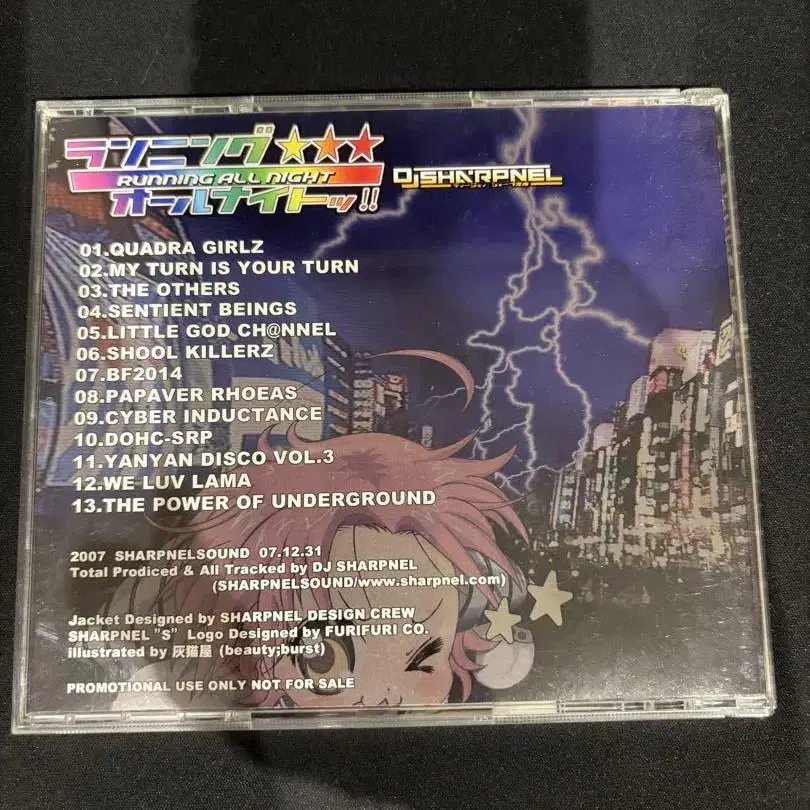 ランニング★★★
RUNNING ALL NIGHT
オールナイトッ!!
DJ SHARPNEL
01.QUADRA GIRLZ
02.MY TURN IS YOUR TURN
03.THE OTHERS
04.SENTIENT BEINGS
05.LITTLE GOD CH@NNEL
06.SHOOL KILLERZ
07.BF2014
08.PAPAVER RHOEAS
09.CYBER INDUCTANCE
10.DOHC-SRP
11.YANYAN DISCO VOL.3
12.WE LUV LAMA
13.THE POWER OF UNDERGROUND
2007 SHARPNELSOUND 07.12.31
Total Prodiced & All Tracked by DJ SHARPNEL
(SHARPNELSOUND/www.sharpnel.com)
Jacket Designed by SHARPNEL DESIGN CREW
SHARPNEL "S" Logo Designed by FURIFURI CO.
illustrated by 灰猫屋 (beauty;burst)
PROMOTIONAL USE ONLY NOT FOR SALE